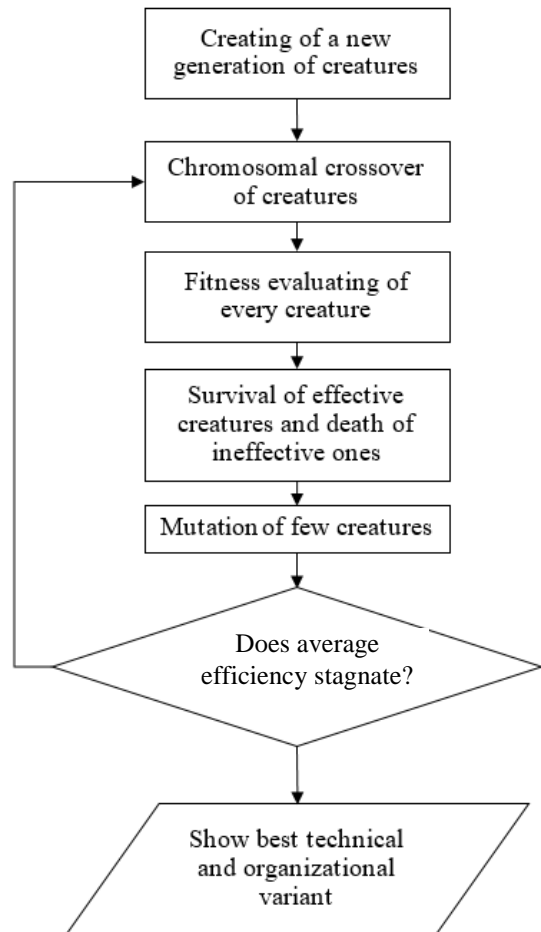 Creating of a new
generation of creatures
Chromosomal crossover
of creatures
Fitness evaluating of
every creature
Survival of effective
creatures and death of
ineffective ones
Mutation of few creatures
Does average
efficiency stagnate?
Show best technical
and organizational
variant